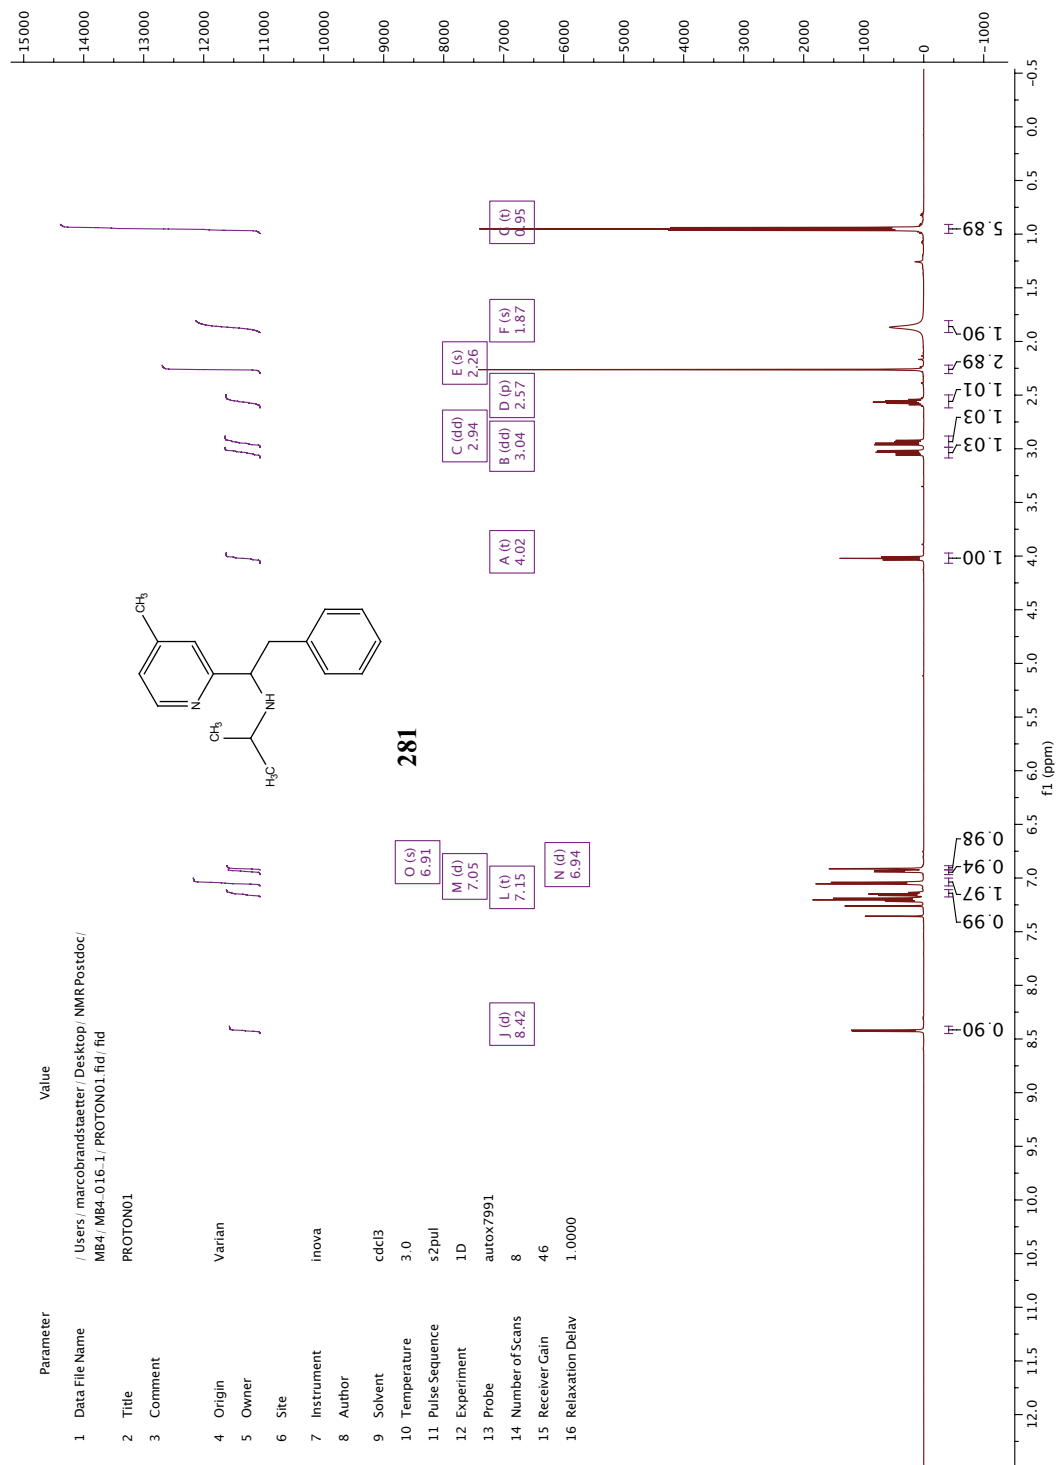 Parameter
Value
1 Data File Name
/ Users/ marcobrandstaetter/ Desktop/ NMR Postdoc/
MB4/ MB4-016-1/ PROTON01.fid/ fid
2 Title
PROTON01
3 Comment
4 Origin
Varian
5 Owner
6 Site
7 Instrument
inova
8 Author
9 Solvent
cdcl3
10 Temperature
3.0
11 Pulse Sequence
s2pul
12 Experiment
1D
13 Probe
autox7991
14 Number of Scans
8
15 Receiver Gain
46
16 Relaxation Delay
1.0000
CH3
N
NH
CH3
H3C
281
O (s)
6.91
M (d)
7.05
N (d)
6.94
L (t)
7.15
J (d)
8.42
A (t)
4.02
C (dd)
2.94
B (dd)
3.04
E (s)
2.26
D (p)
2.57
F (s)
1.87
G (t)
0.95
0.90
0.99
1.97
0.94
0.98
1.00
1.03
1.03
1.01
2.89
1.90
5.89
12.0
11.5
11.0
10.5
10.0
9.5
9.0
8.5
8.0
7.5
7.0
6.5
6.0
5.5
5.0
4.5
4.0
3.5
3.0
2.5
2.0
1.5
1.0
0.5
0.0
-0.5
f1 (ppm)
15000
14000
13000
12000
11000
10000
9000
8000
7000
6000
5000
4000
3000
2000
1000
0
-1000